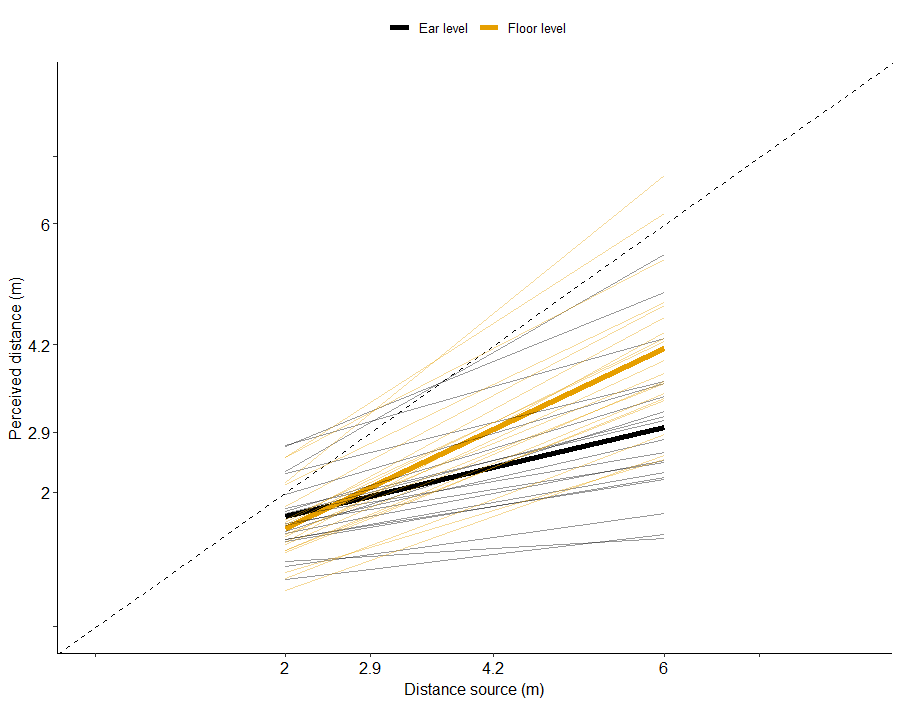 Ear level Floor level
Perceived distance (m)
6
4.2
2.9
2
2 2.9 4.2 6
Distance source (m)